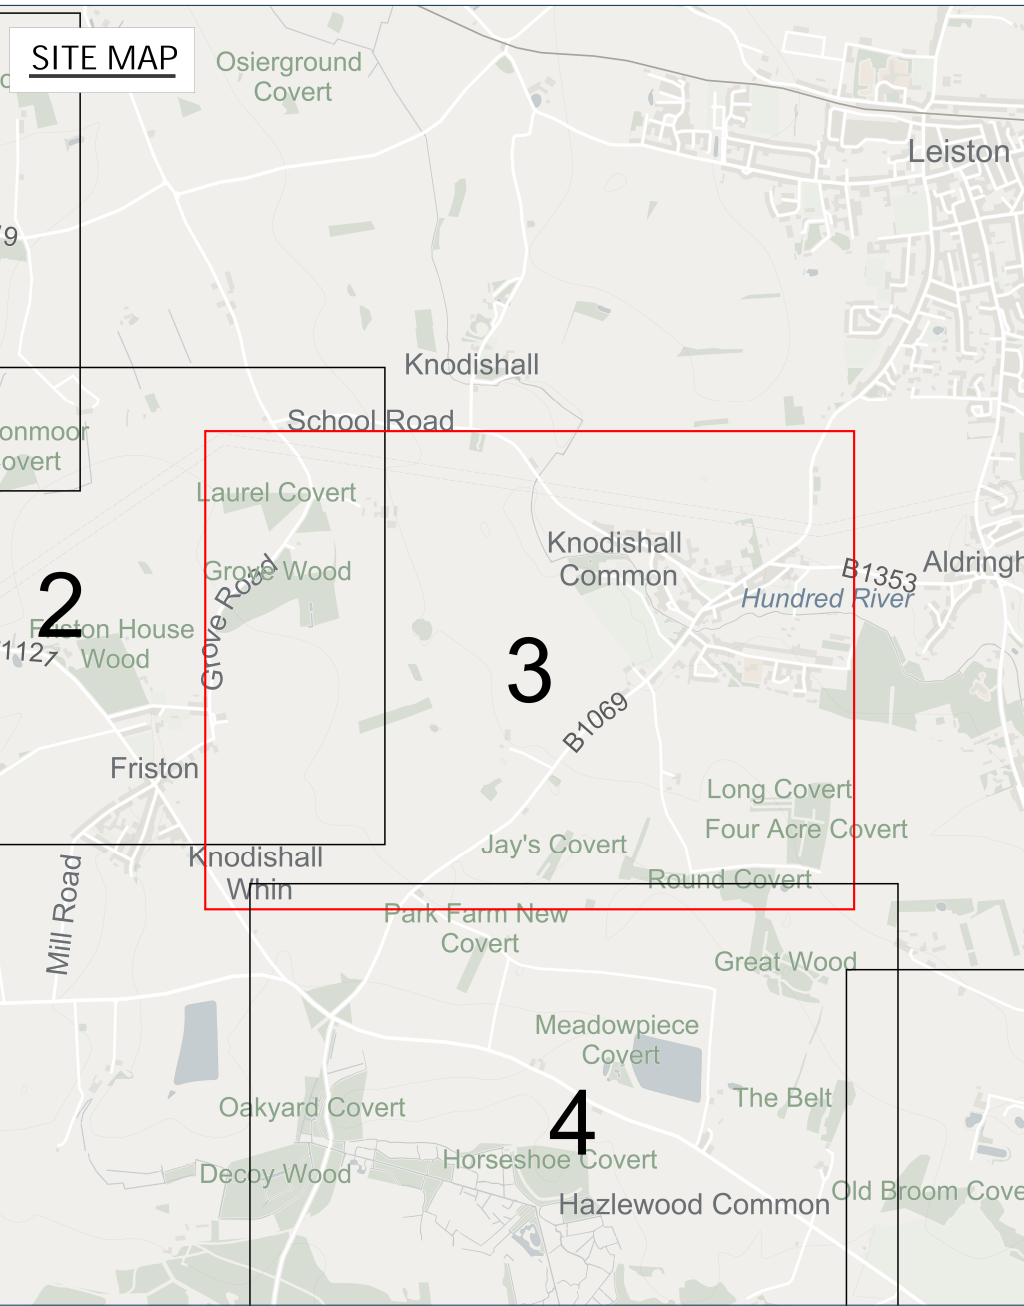 SITE MAP
Osierground
Covert
Leiston
Knodishall
School Road
Laurel Covert
Knodishall
Common
B1353
Hundred River
Grove Wood
Grove Road
2
Friston House
Wood
3
B1069
Friston
Long Covert
Four Acre Covert
Jay's Covert
Knodishall
Whin
Round Covert
Mill Road
Park Farm New
Covert
Great Wood
Meadowpiece
Covert
The Belt
Oakyard Covert
4
Decoy Wood
Horseshoe Covert
Hazlewood Common
Old Broom Cove